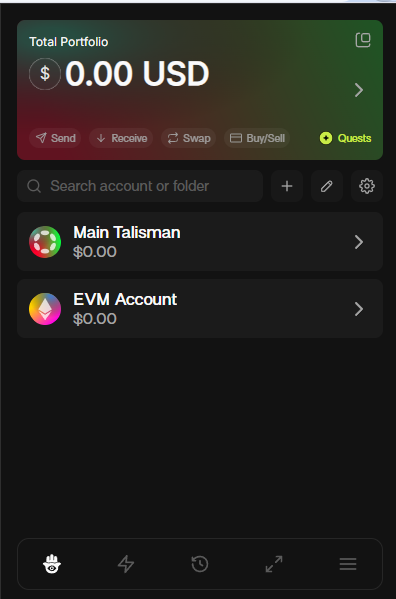 Total Portfolio
$ 0.00 USD
Send Receive Swap Buy/Sell Quests
Search account or folder
Main Talisman
$0.00
EVM Account
$0.00